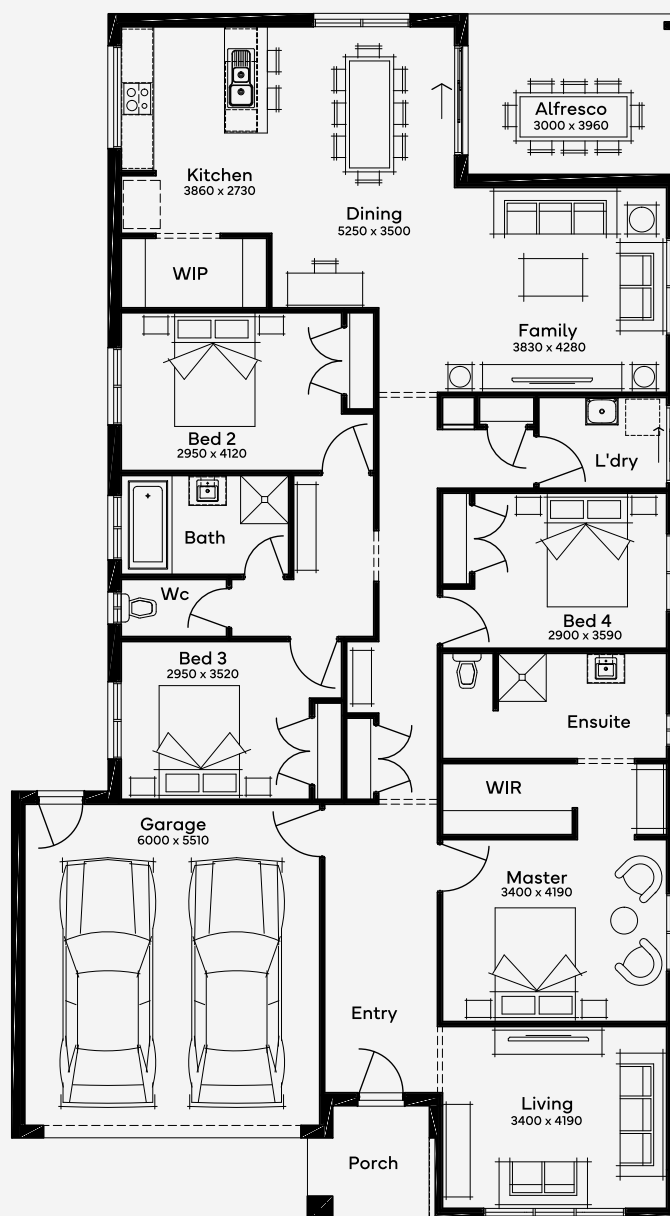 Alfresco
3000 x 3960
Kitchen
3860 x 2730
Dining
5250 x 3500
WIP
Family
3830 x 4280
Bed 2
2950 x 4120
L'dry
Bath
Wc
Bed 4
2900 x 3590
Bed 3
2950 x 3520
Ensuite
WIR
Garage
6000 x 5510
Master
3400 x 4190
Entry
Living
3400 x 4190
Porch